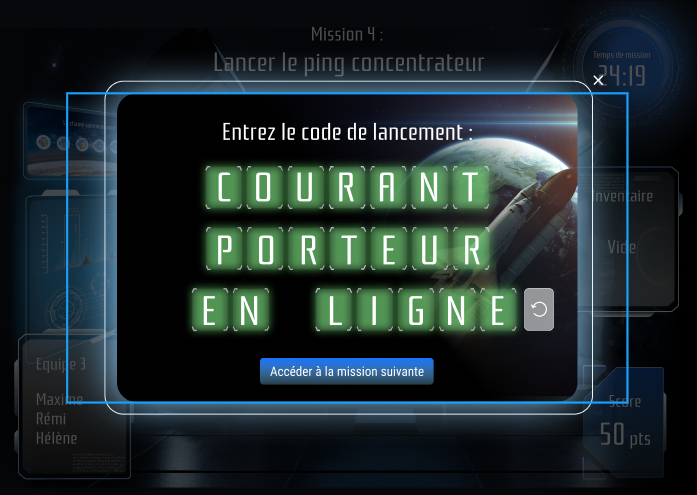 Mission 4 :
Lancer le ping concentrateur
Temps de mission
24:19
Entrez le code de lancement :
COURANT
PORTEUR
EN LIGNE
Accéder à la mission suivante
Inventaire
Vide
Equipe 3
Maxime
Rémi
Hélène
Score
50 pts